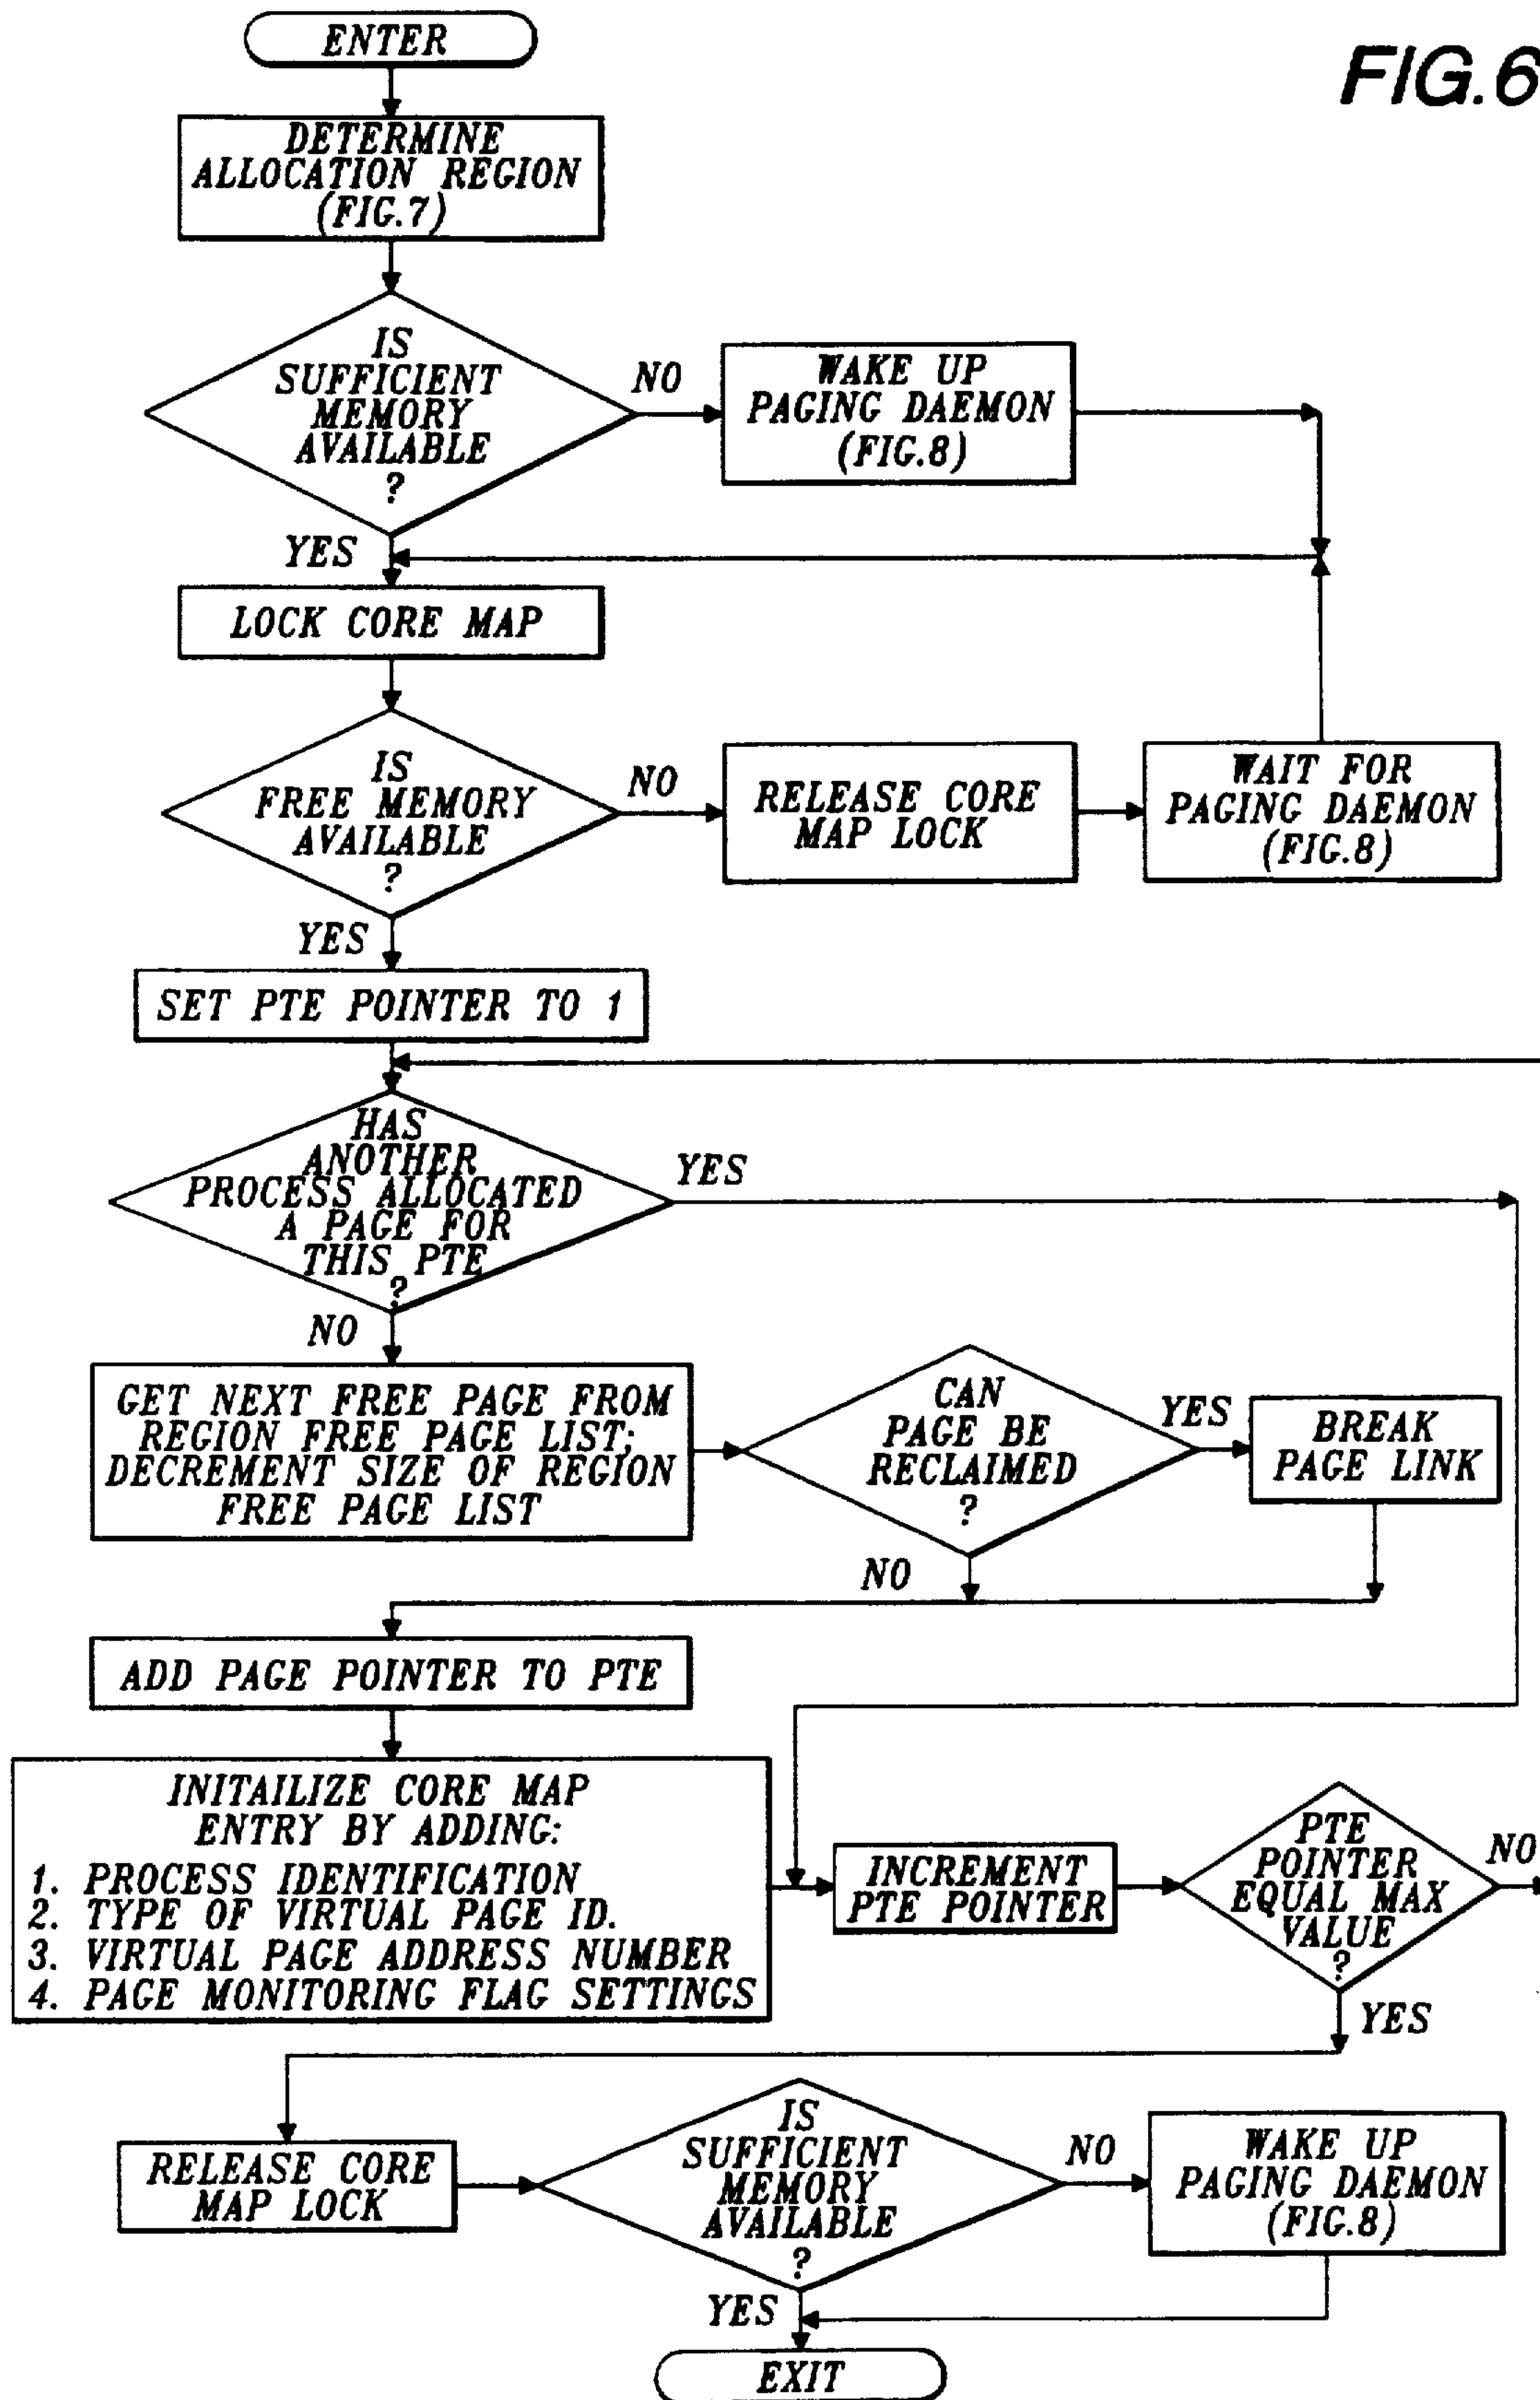 FIG.6
ENTER
DETERMINE
ALLOCATION REGION
(FIG.7)
IS
SUFFICIENT
MEMORY
AVAILABLE
?
NO
WAKE UP
PAGING DAEMON
(FIG.8)
YES
LOCK CORE MAP
IS
FREE MEMORY
AVAILABLE
?
NO
RELEASE CORE
MAP LOCK
WAIT FOR
PAGING DAEMON
(FIG.8)
YES
SET PTE POINTER TO 1
HAS
ANOTHER
PROCESS ALLOCATED
A PAGE FOR
THIS PTE
?
YES
NO
GET NEXT FREE PAGE FROM
REGION FREE PAGE LIST;
DECREMENT SIZE OF REGION
FREE PAGE LIST
CAN
PAGE BE
RECLAIMED
?
YES
BREAK
PAGE LINK
NO
ADD PAGE POINTER TO PTE
INITAILIZE CORE MAP
ENTRY BY ADDING:
1. PROCESS IDENTIFICATION
2. TYPE OF VIRTUAL PAGE ID.
3. VIRTUAL PAGE ADDRESS NUMBER
4. PAGE MONITORING FLAG SETTINGS
INCREMENT
PTE POINTER
PTE
POINTER
EQUAL MAX
VALUE
?
NO
YES
RELEASE CORE
MAP LOCK
IS
SUFFICIENT
MEMORY
AVAILABLE
?
NO
WAKE UP
PAGING DAEMON
(FIG.8)
YES
EXIT